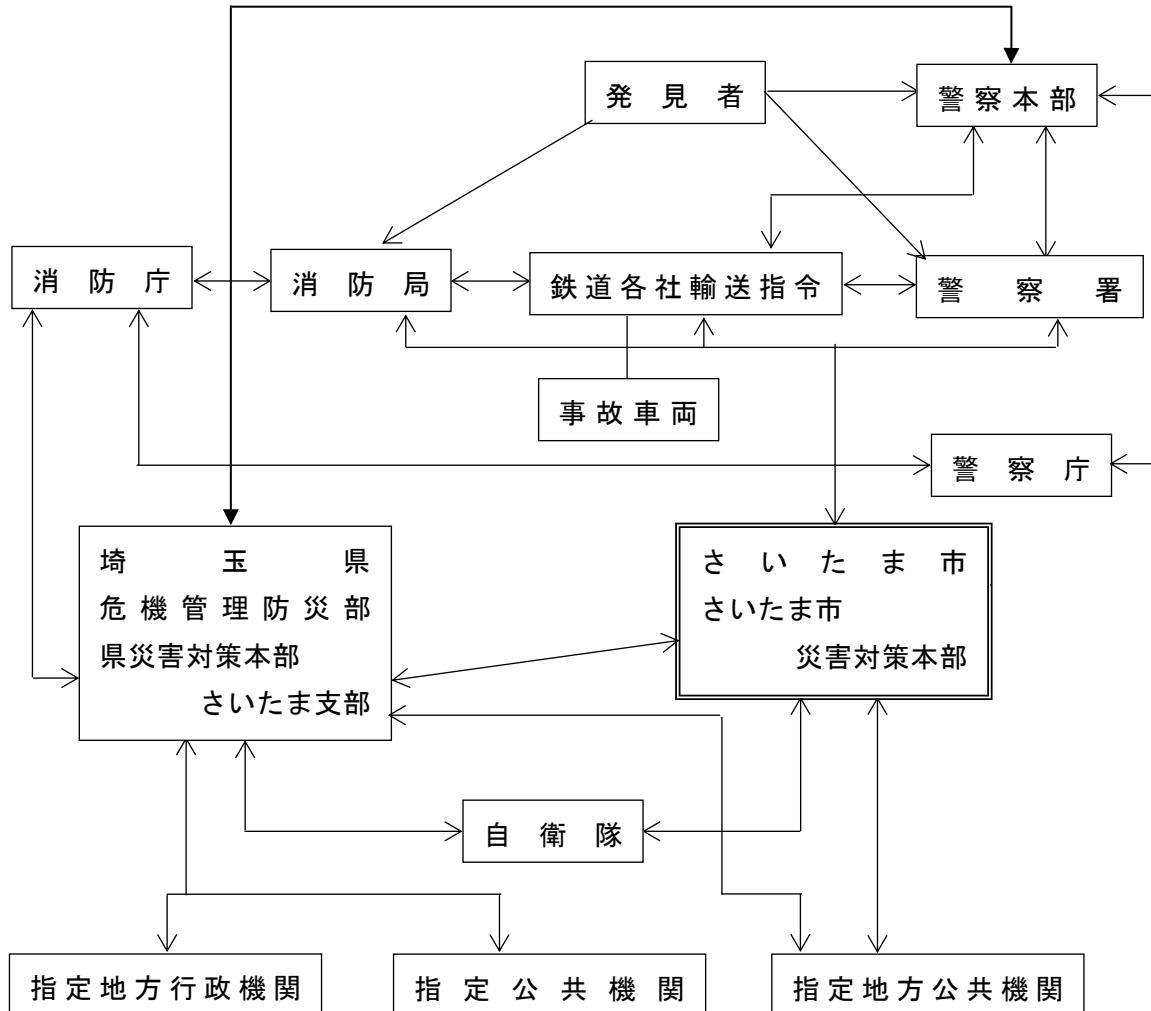 発見者
警察本部
消防庁
消防局
鉄道各社輸送指令
警察署
事故車両
警察庁
埼玉県
危機管理防災部
県災害対策本部
さいたま支部
さいたま市
さいたま市
災害対策本部
自衛隊
指定地方行政機関
指定公共機関
指定地方公共機関